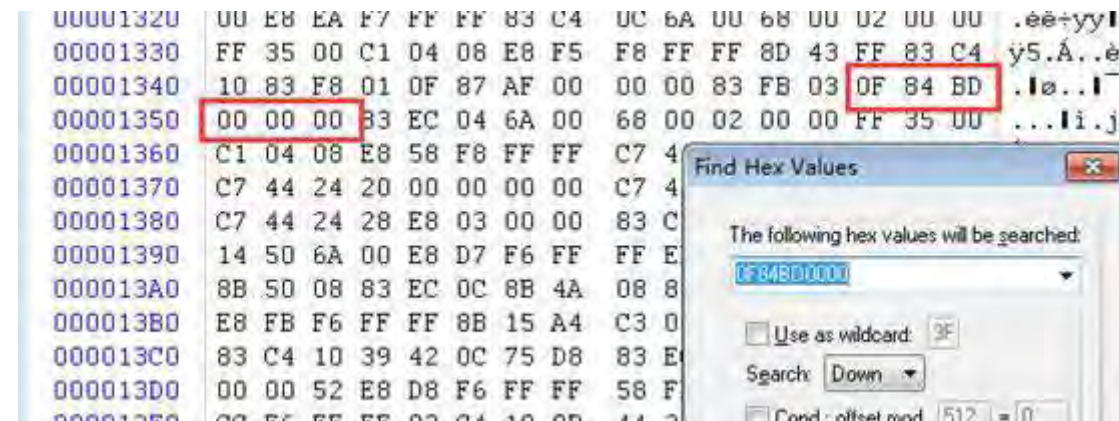 00001320 00 E8 EA F7 FF FF 83 C4 0C 6A 00 68 00 02 00 00 .èê÷ÿÿ
00001330 FF 35 00 C1 04 08 E8 F5 F8 FF FF 8D 43 FF 83 C4 ÿ5.Á..è
00001340 10 83 F8 01 0F 87 AF 00 00 00 83 FB 03 0F 84 BD .ø..
00001350 00 00 00 83 EC 04 6A 00 68 00 02 00 00 FF 35 00 ...ì.j
00001360 C1 04 08 E8 58 F8 FF FF C7 4
00001370 C7 44 24 20 00 00 00 00 C7 4
00001380 C7 44 24 28 E8 03 00 00 83 C
00001390 14 50 6A 00 E8 D7 F6 FF FF E
000013A0 8B 50 08 83 EC 0C 8B 4A 08 8
000013B0 E8 FB F6 FF FF 8B 15 A4 C3 0
000013C0 83 C4 10 39 42 0C 75 D8 83 E
000013D0 00 00 52 E8 D8 F6 FF FF 58 F
Find Hex Values
The following hex values will be searched:
0F84BD0000
Use as wildcard: 3F
Search: Down
Cond.: offset mod 512 = 0